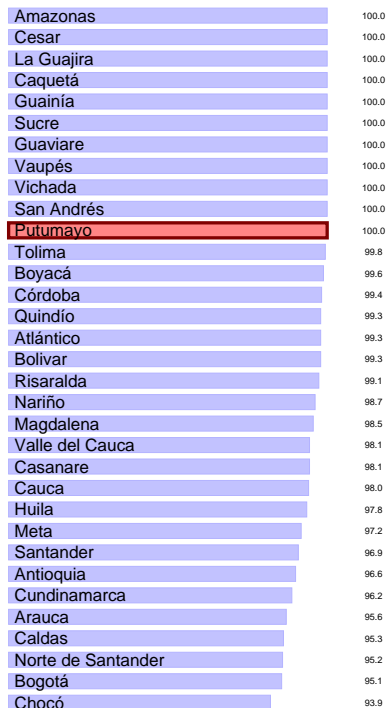 Amazonas 100.0
Cesar 100.0
La Guajira 100.0
Caquetá 100.0
Guainía 100.0
Sucre 100.0
Guaviare 100.0
Vaupés 100.0
Vichada 100.0
San Andrés 100.0
Putumayo 100.0
Tolima 99.8
Boyacá 99.6
Córdoba 99.4
Quindío 99.3
Atlántico 99.3
Bolivar 99.3
Risaralda 99.1
Nariño 98.7
Magdalena 98.5
Valle del Cauca 98.1
Casanare 98.1
Cauca 98.0
Huila 97.8
Meta 97.2
Santander 96.9
Antioquia 96.6
Cundinamarca 96.2
Arauca 95.6
Caldas 95.3
Norte de Santander 95.2
Bogotá 95.1
Chocó 93.9